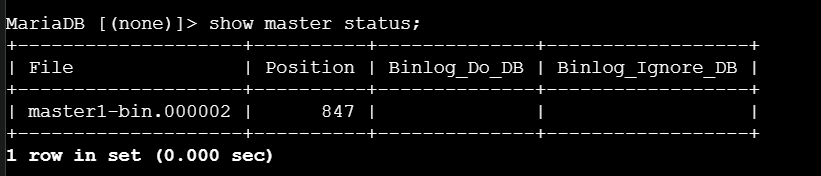 MariaDB [(none)]> show master status;
+--------------------+----------+--------------+------------------+
| File               | Position | Binlog_Do_DB | Binlog_Ignore_DB |
+--------------------+----------+--------------+------------------+
| master1-bin.000002 |      847 |              |                  |
+--------------------+----------+--------------+------------------+
1 row in set (0.000 sec)